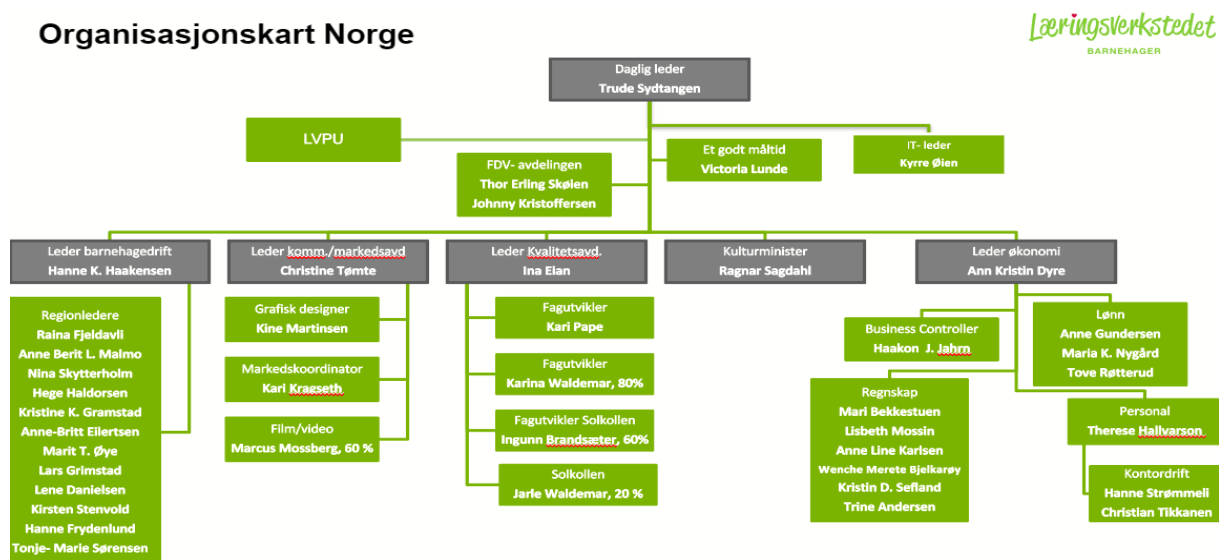 Organisasjonskart Norge
Læringsverkstedet
BARNEHAGER
Daglig leder
Trude Sydtangen
LVPU
Et godt måltid
Victoria Lunde
IT- leder
Kyrre Øien
FDV- avdelingen
Thor Erling Skøien
Johnny Kristoffersen
Leder barnehagedrift
Hanne K. Haakensen
Leder komm./markedsavd
Christine Tømte
Leder Kvalitetsavd.
Ina Elan
Kulturminister
Ragnar Sagdahl
Leder økonomi
Ann Kristin Dyre
Regionledere
Raina Fjeldavli
Anne Berit L. Malmo
Nina Skytterholm
Hege Haldorsen
Kristine K. Gramstad
Anne-Britt Eilertsen
Marit T. Øye
Lars Grimstad
Lene Danielsen
Kirsten Stenvold
Hanne Frydenlund
Tonje- Marie Sørensen
Grafisk designer
Kine Martinsen
Markedskoordinator
Kari Kragseth
Film/video
Marcus Mossberg, 60 %
Fagutvikler
Kari Pape
Fagutvikler
Karina Waldemar, 80%
Fagutvikler Solkollen
Ingunn Brandsæter, 60%
Solkollen
Jarle Waldemar, 20 %
Business Controller
Haakon J. Jahrn
Lønn
Anne Gundersen
Maria K. Nygård
Tove Røtterud
Regnskap
Mari Bekkestuen
Lisbeth Mossin
Anne Line Karlsen
Wenche Merete Bjelkarøy
Kristin D. Sefland
Trine Andersen
Personal
Therese Hallvarson
Kontordrift
Hanne Strømmeli
Christian Tikkanen